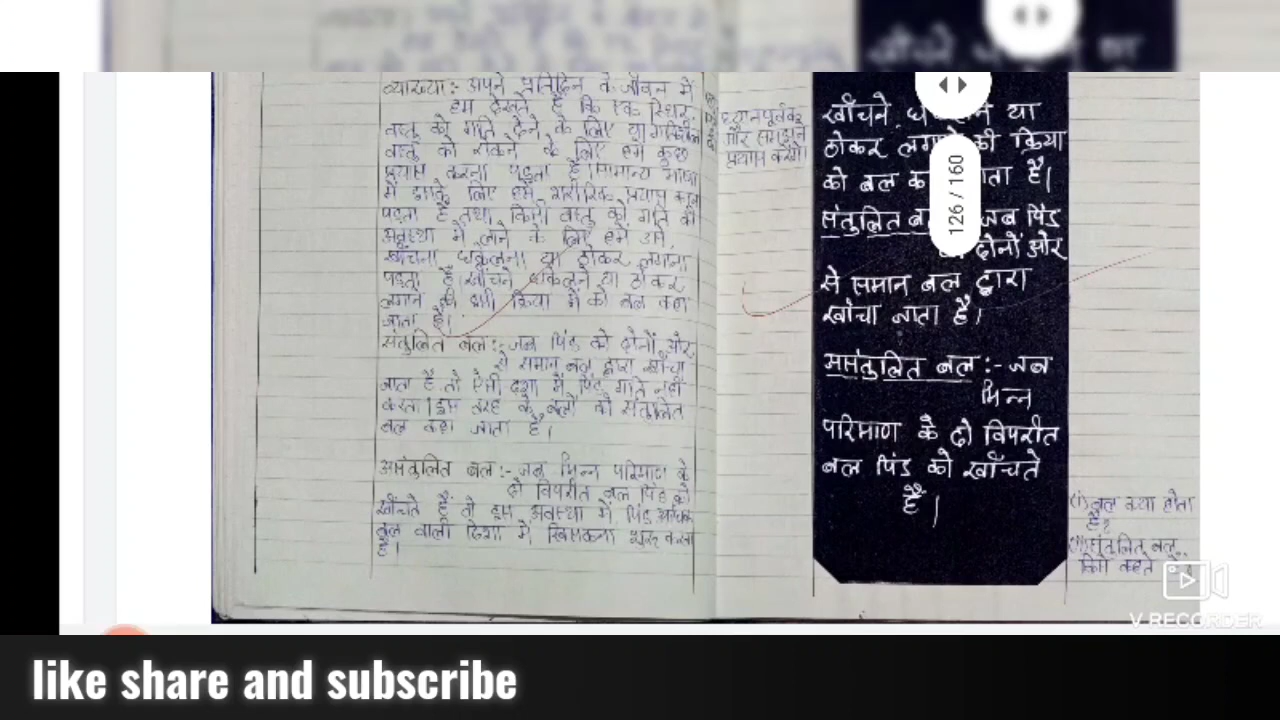 व्याख्या:- अपने प्रतिदिन के जीवन में
हम देखते हैं कि एक स्थिर
वस्तु को गति देने के लिए या गतिशील
वस्तु को रोकने के लिए हमें कुछ
प्रयास करना पड़ता है। सामान्य भाषा
में इसके लिए हमें शारीरिक प्रयास करना
पड़ता है तथा किसी वस्तु को गति की
अवस्था में लाने के लिए हमें उसे
खींचना धकेलना या ठोकर लगाना
पड़ता है। खींचने धकेलने या ठोकर
लगाने की क्रिया को बल कहा
जाता है।
संतुलित बल:- जब पिंड को दोनों ओर
से समान बल द्वारा खींचा
जाता है तो ऐसी दशा में पिंड गति नहीं
करता। इस तरह के बलों को संतुलित
बल कहा जाता है।
असंतुलित बल:- जब भिन्न परिमाण के
दो विपरीत बल पिंड को
खींचते हैं तो इस अवस्था में पिंड अधिक
बल वाली दिशा में खिसकना शुरू करता
है।
ध्यानपूर्वक
और समझने
प्रयास करेंगे।
खींचने या
ठोकर की क्रिया
को बल है।
संतुलित जब पिंड
दोनों ओर
से समान बल द्वारा
खींचा जाता है।
असंतुलित बल:- जब
भिन्न
परिमाण के दो विपरीत
बल पिंड को खींचते
हैं।
126 / 160
(i) बल क्या होता
है?
(ii) संतुलित बल
किसे कहते
V RECORDER
like share and subscribe